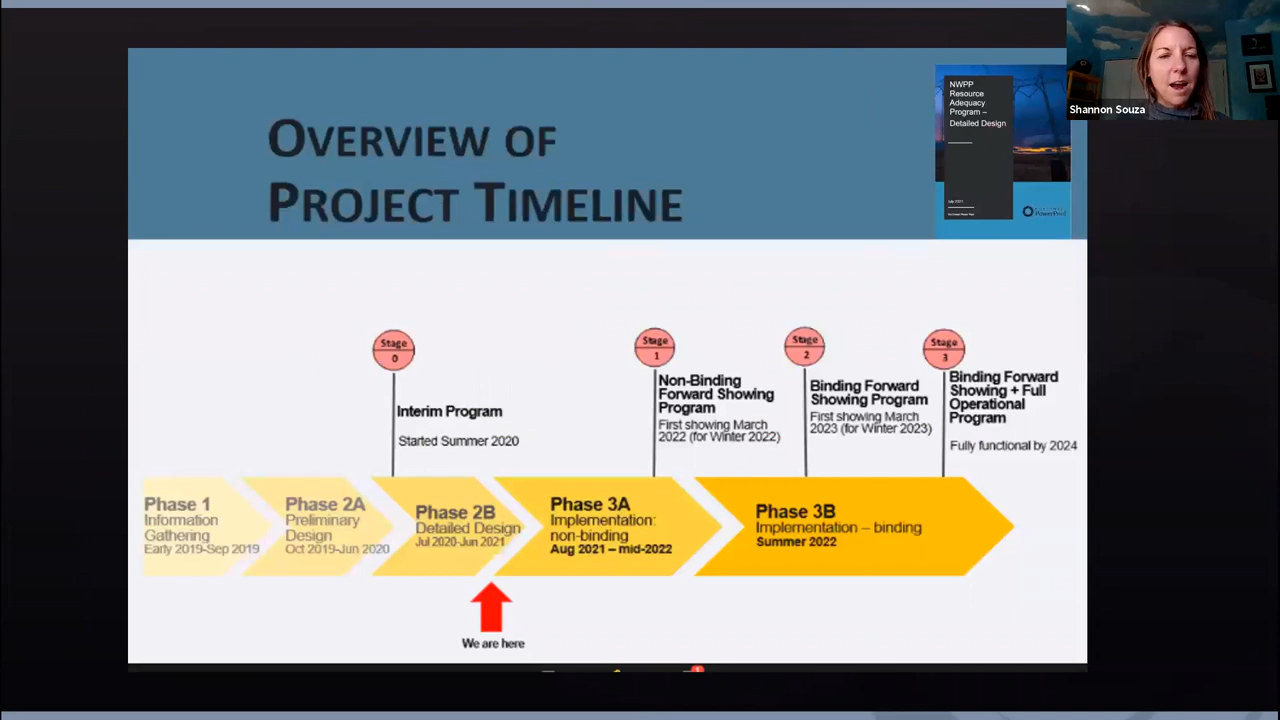 Shannon Souza
NWPP
Resource
Adequacy
Program –
Detailed Design
July 2021
PowerPool
OVERVIEW OF
PROJECT TIMELINE
Stage
0
Interim Program
Started Summer 2020
Stage
1
Non-Binding
Forward Showing
Program
First showing March
2022 (for Winter 2022)
Stage
2
Binding Forward
Showing Program
First showing March
2023 (for Winter 2023)
Stage
3
Binding Forward
Showing + Full
Operational
Program
Fully functional by 2024
Phase 1
Information
Gathering
Early 2019-Sep 2019
Phase 2A
Preliminary
Design
Oct 2019-Jun 2020
Phase 2B
Detailed Design
Jul 2020-Jun 2021
Phase 3A
Implementation:
non-binding
Aug 2021 – mid-2022
Phase 3B
Implementation – binding
Summer 2022
We are here